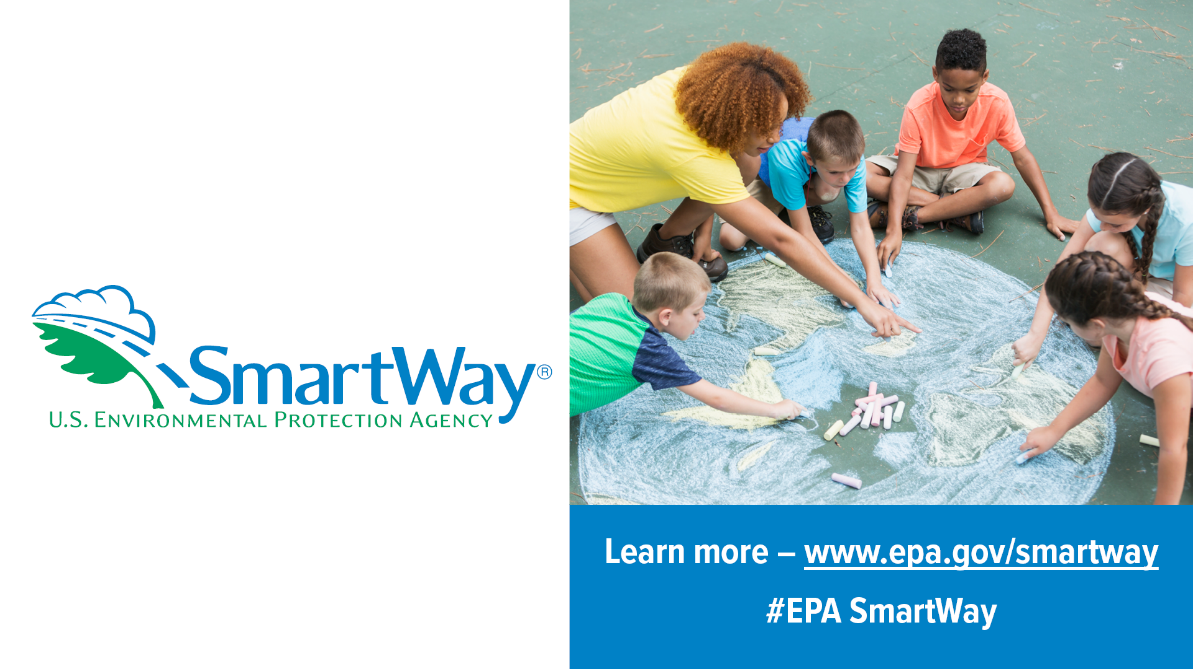 SmartWay®
U.S. Environmental Protection Agency
Learn more – www.epa.gov/smartway
#EPA SmartWay